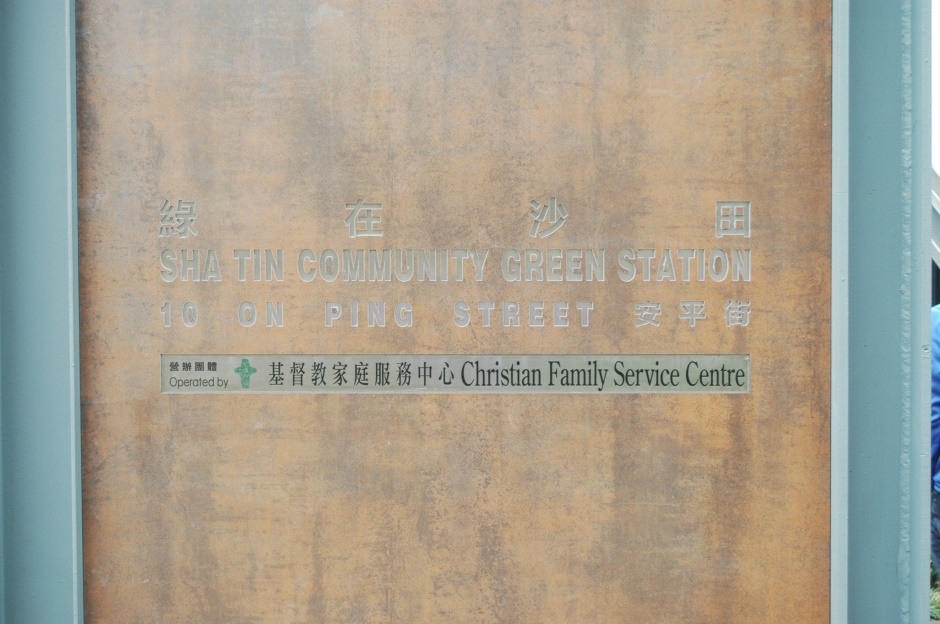 綠在沙田
SHA TIN COMMUNITY GREEN STATION
10 ON PING STREET 安平街
營辦團體
Operated by
基督教家庭服務中心 Christian Family Service Centre